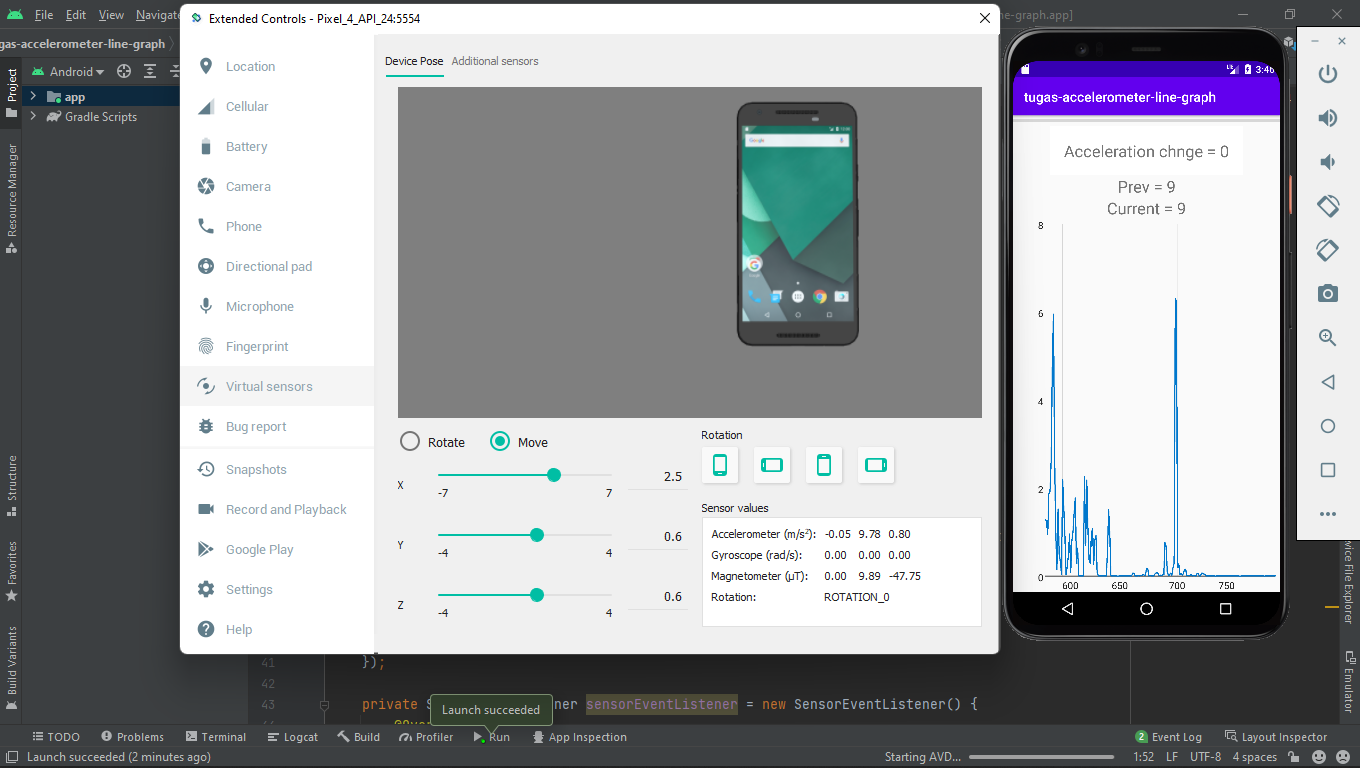 File Edit View Navigate
ne-graph.app]
Extended Controls - Pixel_4_API_24:5554
gas-accelerometer-line-graph
Android
app
Gradle Scripts
Project
Resource Manager
Structure
Favorites
Build Variants
Location
Cellular
Battery
Camera
Phone
Directional pad
Microphone
Fingerprint
Virtual sensors
Bug report
Snapshots
Record and Playback
Google Play
Settings
Help
Device Pose Additional sensors
Google
Rotate Move
X -7 7 2.5
Y -4 4 0.6
Z -4 4 0.6
Rotation
Sensor values
Accelerometer (m/s²): -0.05 9.78 0.80
Gyroscope (rad/s): 0.00 0.00 0.00
Magnetometer (μT): 0.00 9.89 -47.75
Rotation: ROTATION_0
3:46
tugas-accelerometer-line-graph
Acceleration chnge = 0
Prev = 9
Current = 9
8
6
4
2
0
600 650 700 750
vice File Explorer
Emulator
41 });
42
43 private S ner sensorEventListener = new SensorEventListener() {
@Over
Launch succeeded
TODO Problems Terminal Logcat Build Profiler Run App Inspection 2 Event Log Layout Inspector
Launch succeeded (2 minutes ago) Starting AVD... 1:52 LF UTF-8 4 spaces